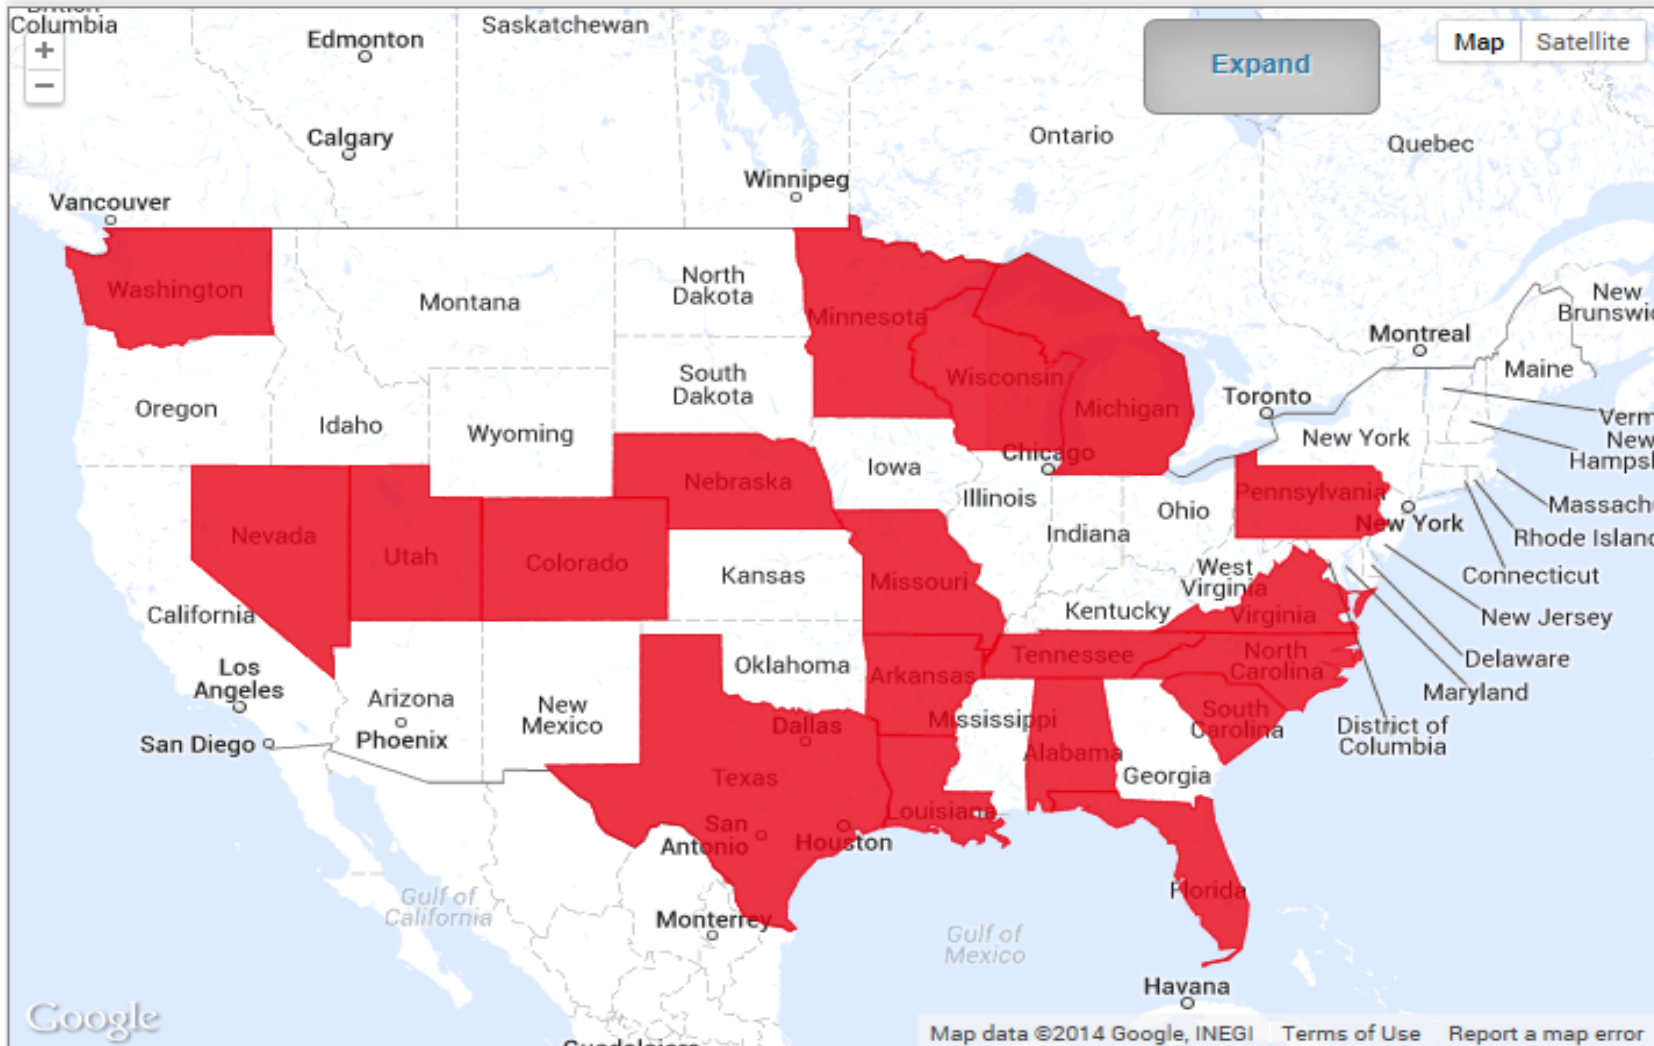 British
Columbia
Saskatchewan
Edmonton
Expand
Map
Satellite
+
−
Calgary
Ontario
Quebec
Winnipeg
Vancouver
Washington
Montana
North
Dakota
Minnesota
New
Brunswic
Montreal
Maine
South
Dakota
Wisconsin
Michigan
Toronto
Oregon
Idaho
Wyoming
Verm
New
Hampsh
New York
Chicago
Iowa
Illinois
Nebraska
Pennsylvania
Massachu
Ohio
New York
Nevada
Utah
Colorado
Indiana
Rhode Island
Kansas
Missouri
West
Virginia
Connecticut
California
Kentucky
Virginia
New Jersey
Los
Angeles
Oklahoma
Arkansas
Tennessee
North
Carolina
Delaware
Maryland
Arizona
Phoenix
New
Mexico
Dallas
Mississippi
South
Carolina
District of
Columbia
San Diego
Alabama
Georgia
Texas
Louisiana
San
Antonio
Houston
Florida
Gulf of
California
Monterrey
Gulf of
Mexico
Havana
Google
Map data ©2014 Google, INEGI
Terms of Use
Report a map error
Guadalajara